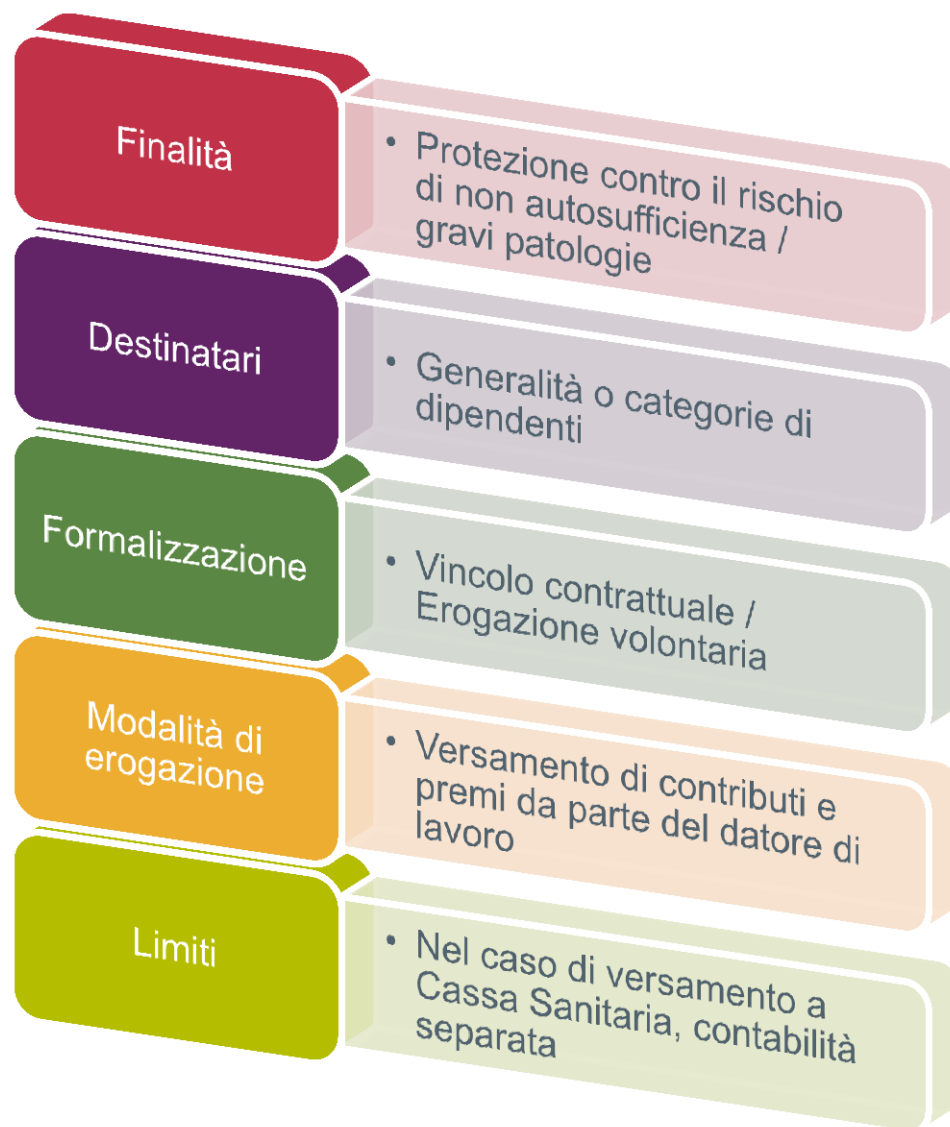 Finalità
• Protezione contro il rischio
di non autosufficienza /
gravi patologie
Destinatari
• Generalità o categorie di
dipendenti
Formalizzazione
• Vincolo contrattuale /
Erogazione volontaria
Modalità di
erogazione
• Versamento di contributi e
premi da parte del datore di
lavoro
Limiti
• Nel caso di versamento a
Cassa Sanitaria, contabilità
separata